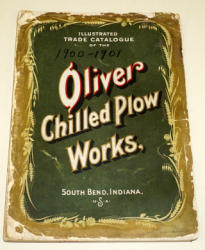 ILLUSTRATED
TRADE CATALOGUE
OF THE
1900-1901
Oliver
Chilled Plow
Works,
SOUTH BEND, INDIANA,
U.S.A.